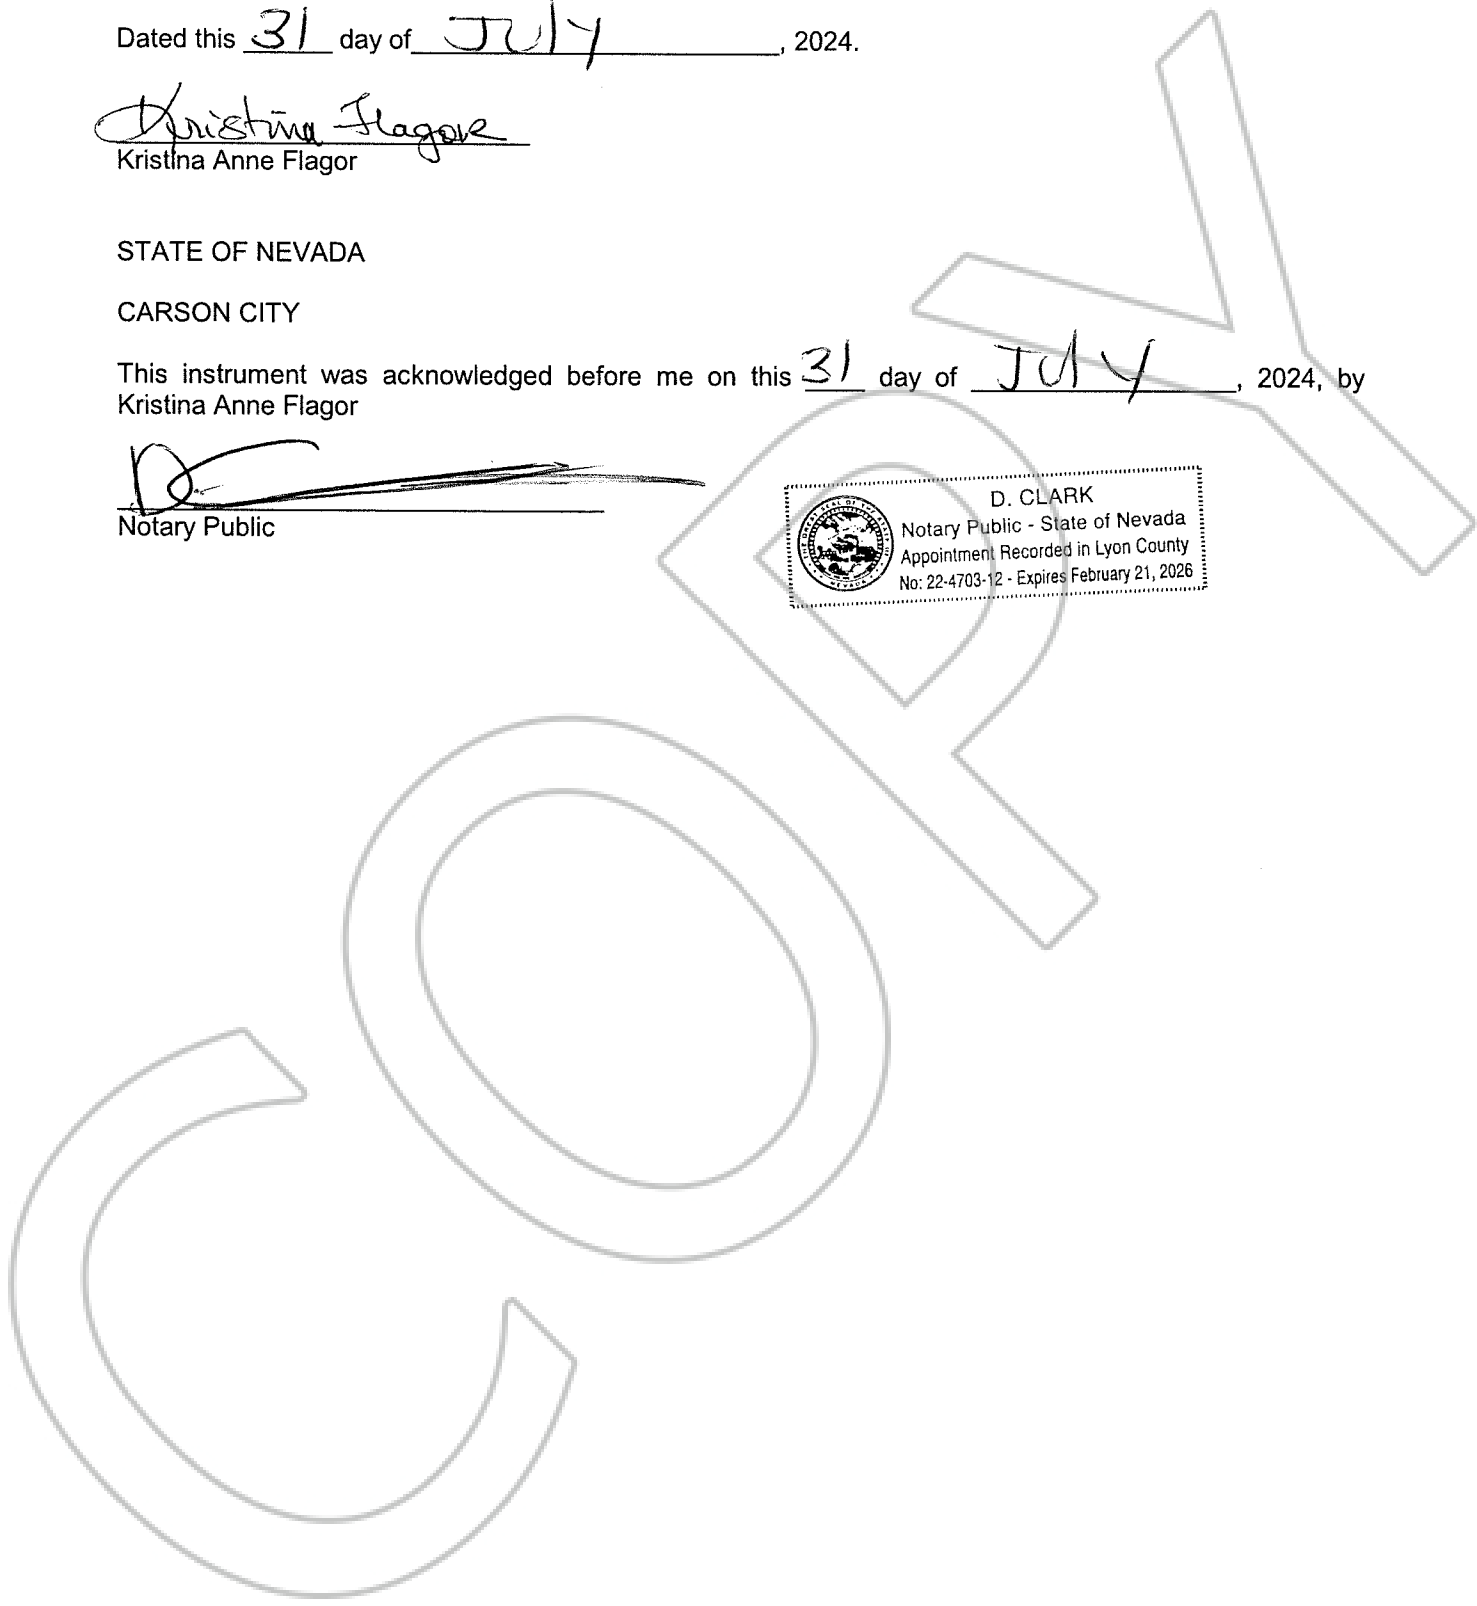 Dated this 31 day of July, 2024.
Kristina Flagor
Kristina Anne Flagor
STATE OF NEVADA
CARSON CITY
This instrument was acknowledged before me on this 31 day of July, 2024, by
Kristina Anne Flagor
Notary Public
D. CLARK
Notary Public - State of Nevada
Appointment Recorded in Lyon County
No: 22-4703-12 - Expires February 21, 2026
COPY